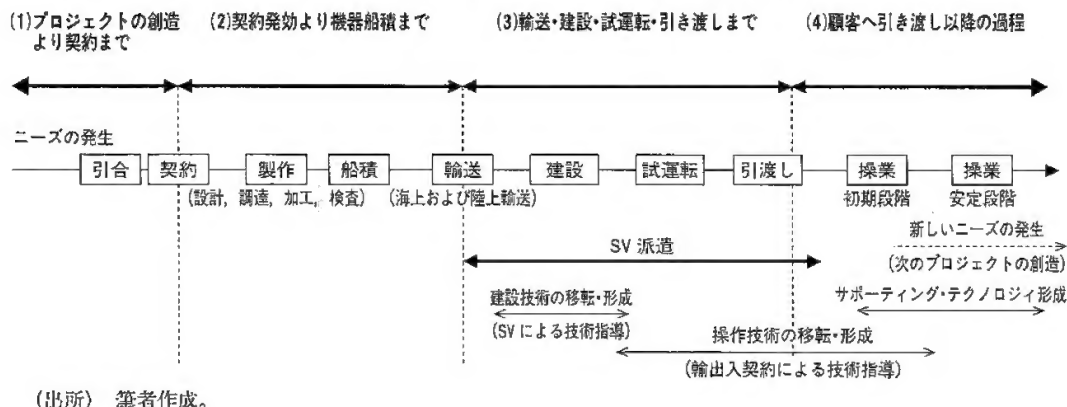 (1)プロジェクトの創造
より契約まで
(2)契約発効より機器船積まで
(3)輸送・建設・試運転・引き渡しまで
(4)顧客へ引き渡し以降の過程
ニーズの発生
引合
契約
製作
船積
輸送
建設
試運転
引渡し
操業
操業
(設計，調達，加工，検査)
(海上および陸上輸送)
初期段階
安定段階
新しいニーズの発生
(次のプロジェクトの創造)
SV 派遣
サポーティング・テクノロジィ形成
建設技術の移転・形成
(SV による技術指導)
操作技術の移転・形成
(輸出入契約による技術指導)
(出所) 筆者作成。